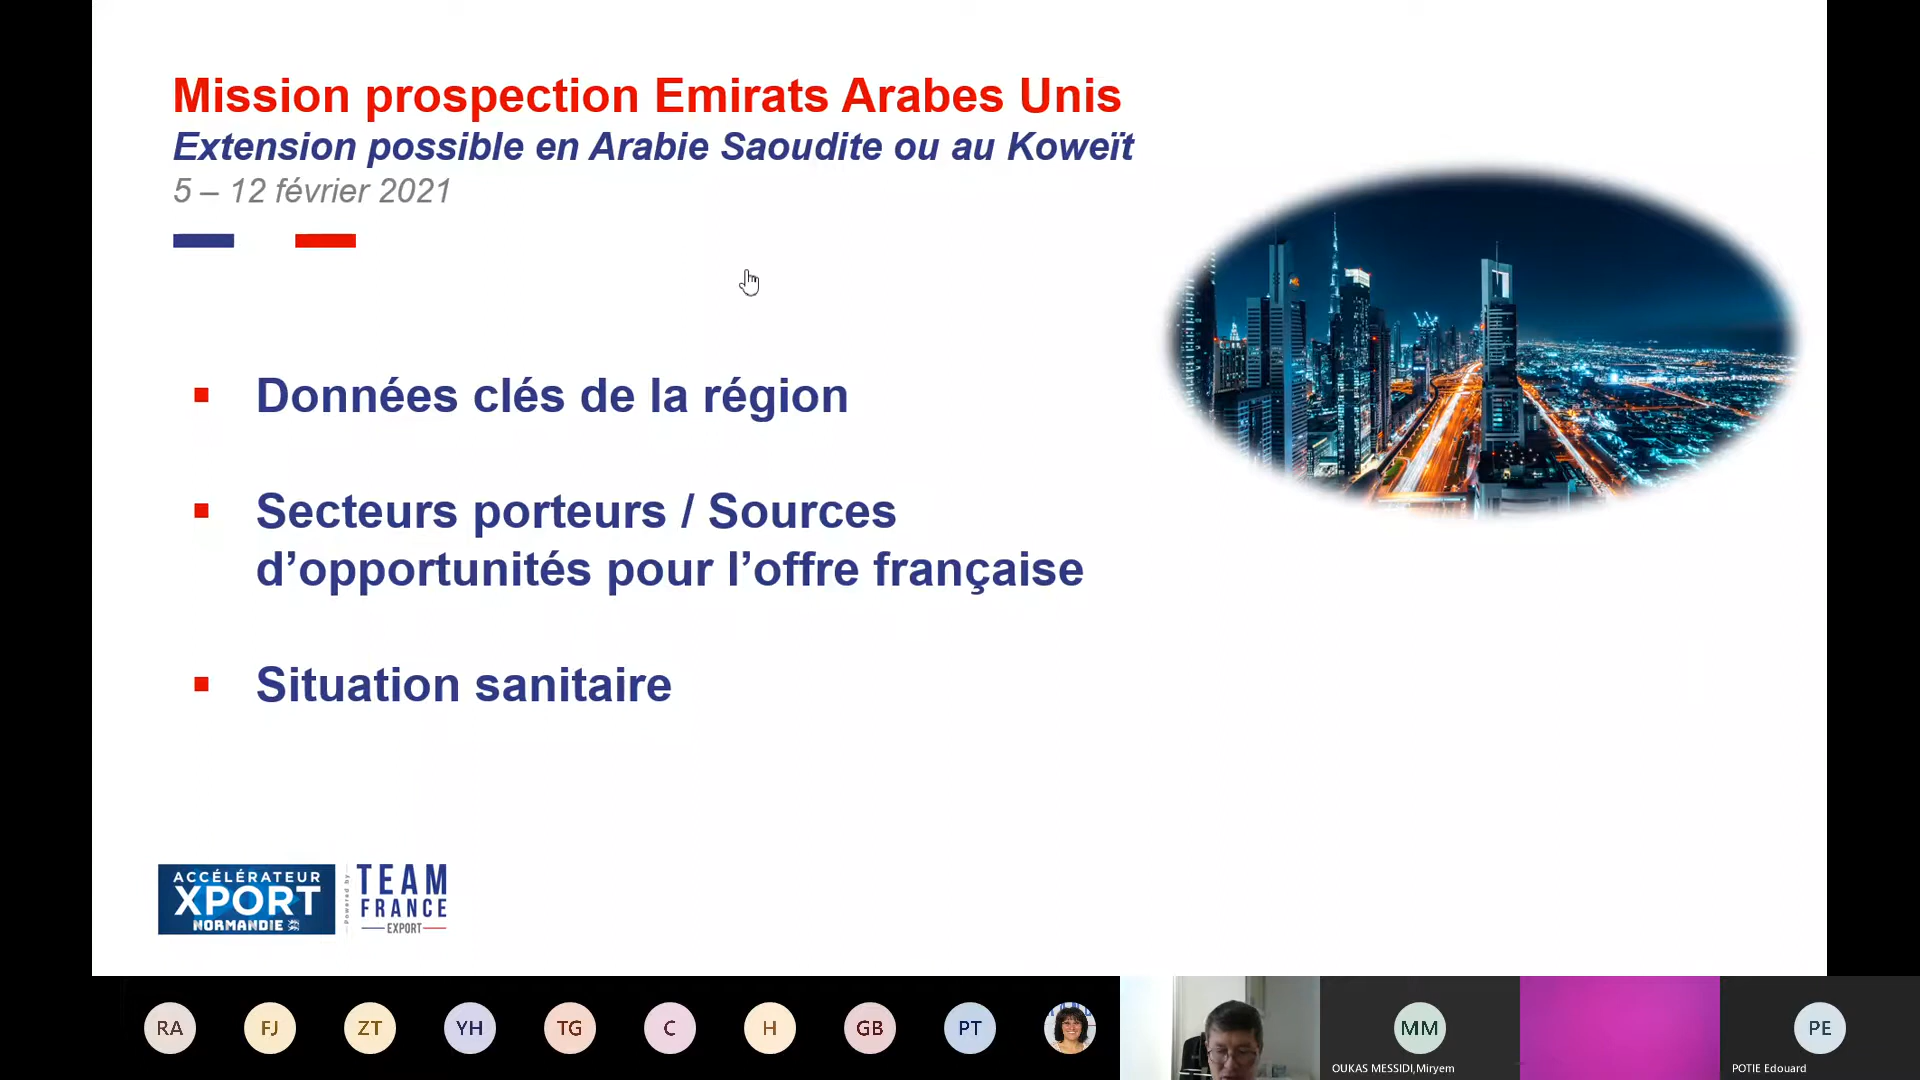 Mission prospection Emirats Arabes Unis
Extension possible en Arabie Saoudite ou au Koweït
5 – 12 février 2021
Données clés de la région
Secteurs porteurs / Sources
d’opportunités pour l’offre française
Situation sanitaire
ACCÉLÉRATEUR
XPORT
NORMANDIE
Powered by
TEAM
FRANCE
EXPORT
RA
FJ
ZT
YH
TG
C
H
GB
PT
MM
PE
OUKAS MESSIDI,Miryem
POTIE Edouard